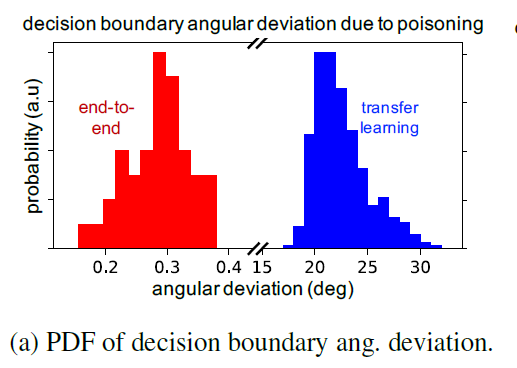 decision boundary angular deviation due to poisoning
probability (a.u)
end-to-
end
transfer
learning
0.2 0.3 0.4 15 20 25 30
angular deviation (deg)
(a) PDF of decision boundary ang. deviation.